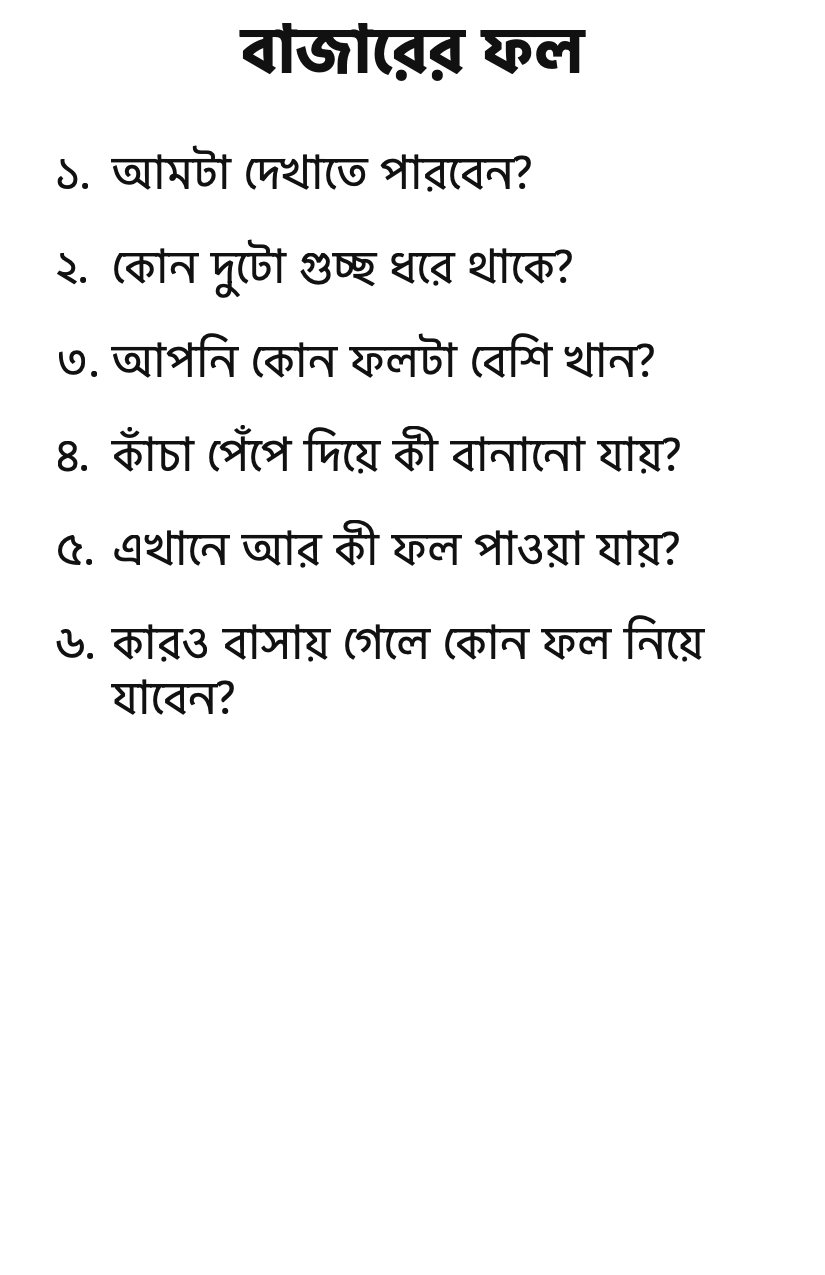 বাজারের ফল
১. আমটা দেখাতে পারবেন?
২. কোন দুটো গুচ্ছ ধরে থাকে?
৩. আপনি কোন ফলটা বেশি খান?
৪. কাঁচা পেঁপে দিয়ে কী বানানো যায়?
৫. এখানে আর কী ফল পাওয়া যায়?
৬. কারও বাসায় গেলে কোন ফল নিয়ে
যাবেন?